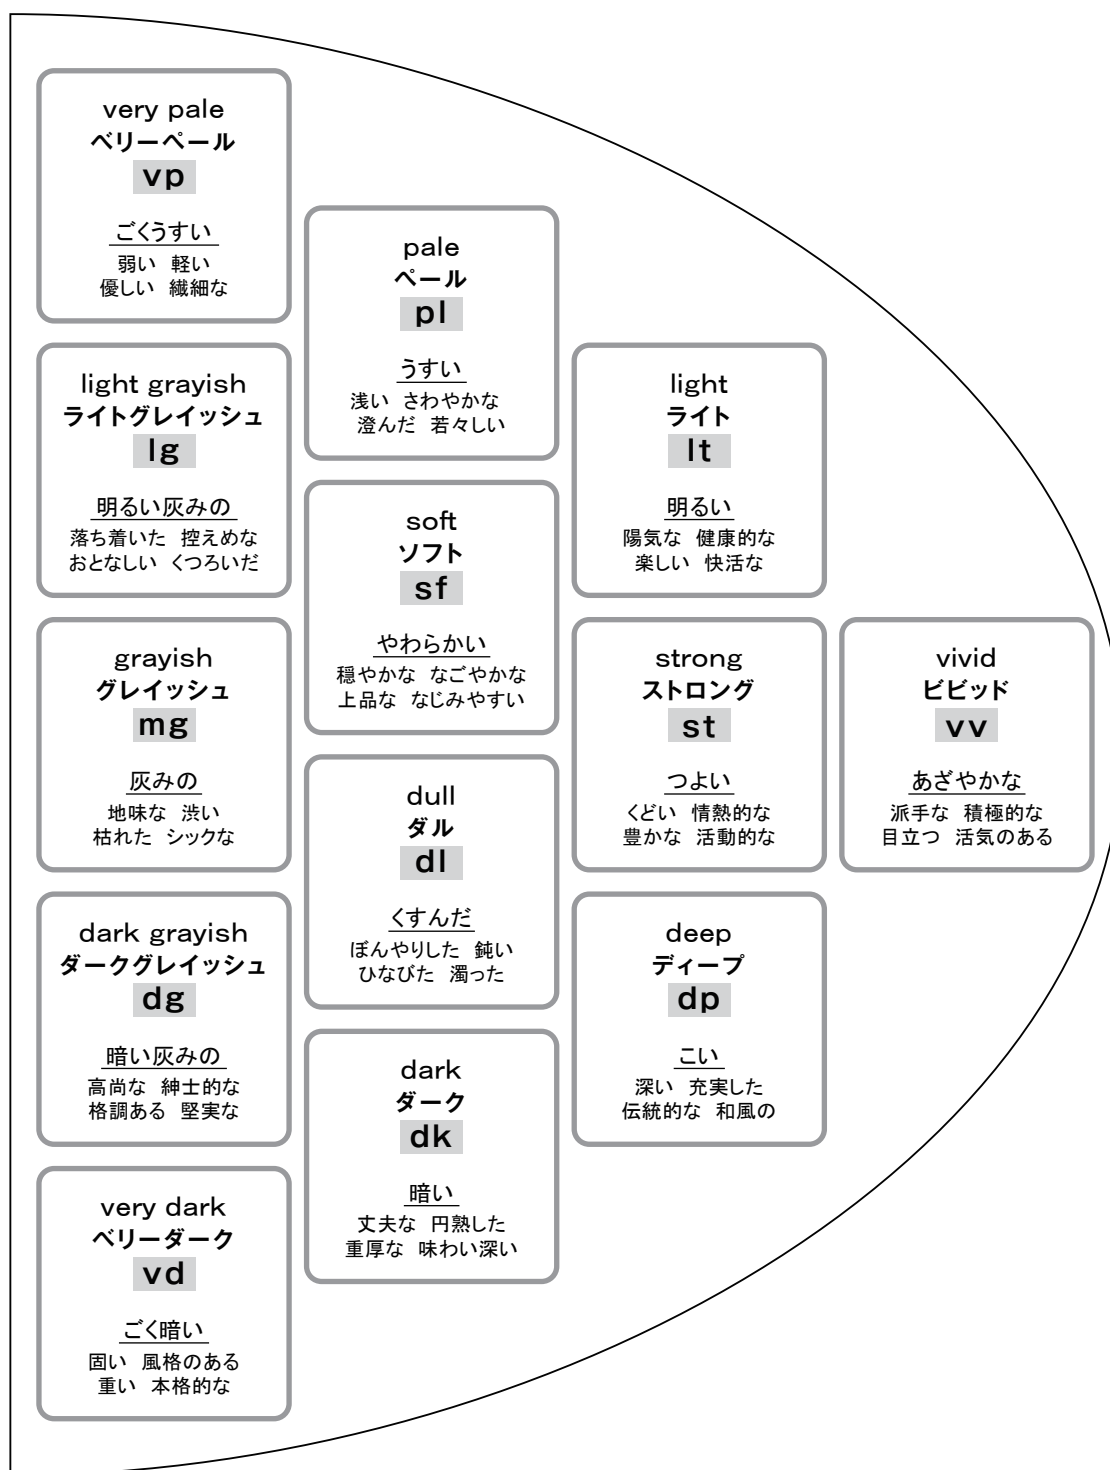 very pale
ベリーペール
vp
ごくうすい
弱い 軽い
優しい 繊細な
light grayish
ライトグレイッシュ
lg
明るい灰みの
落ち着いた 控えめな
おとなしい くつろいだ
grayish
グレイッシュ
mg
灰みの
地味な 渋い
枯れた シックな
dark grayish
ダークグレイッシュ
dg
暗い灰みの
高尚な 紳士的な
格調ある 堅実な
very dark
ベリーダーク
vd
ごく暗い
固い 風格のある
重い 本格的な
pale
ペール
pl
うすい
浅い さわやかな
澄んだ 若々しい
soft
ソフト
sf
やわらかい
穏やかな なごやかな
上品な なじみやすい
dull
ダル
dl
くすんだ
ぼんやりした 鈍い
ひなびた 濁った
dark
ダーク
dk
暗い
丈夫な 円熟した
重厚な 味わい深い
light
ライト
lt
明るい
陽気な 健康的な
楽しい 快活な
strong
ストロング
st
つよい
くどい 情熱的な
豊かな 活動的な
deep
ディープ
dp
こい
深い 充実した
伝統的な 和風の
vivid
ビビッド
vv
あざやかな
派手な 積極的な
目立つ 活気のある